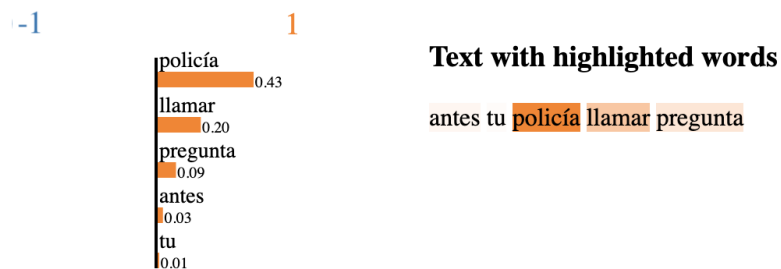 -1 1
policía
0.43
llamar
0.20
pregunta
0.09
antes
0.03
tu
0.01
Text with highlighted words
antes tu policía llamar pregunta